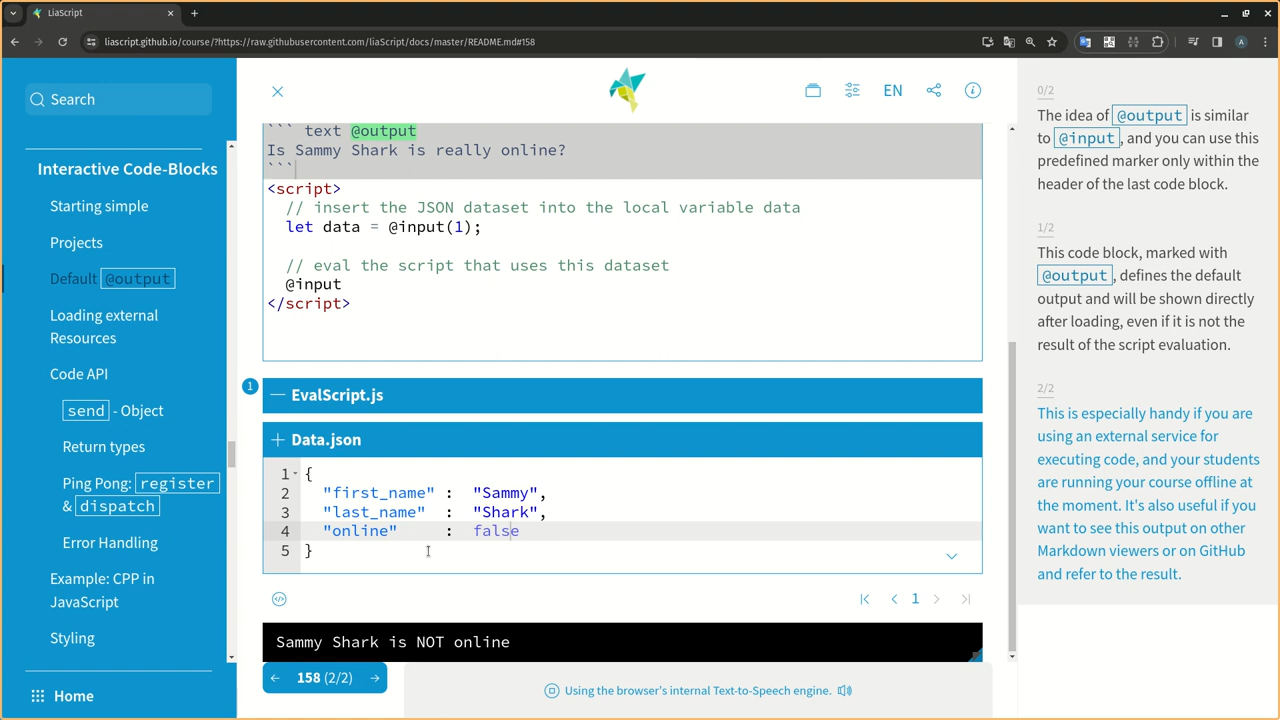 LiaScript
liascript.github.io/course/?https://raw.githubusercontent.com/liaScript/docs/master/README.md#158
A
Search
Interactive Code-Blocks
Starting simple
Projects
Default @output
Loading external
Resources
Code API
send - Object
Return types
Ping Pong: register
& dispatch
Error Handling
Example: CPP in
JavaScript
Styling
Home
EN
``` text @output
Is Sammy Shark is really online?
```
<script>
// insert the JSON dataset into the local variable data
let data = @input(1);
// eval the script that uses this dataset
@input
</script>
1
EvalScript.js
Data.json
1 {
2 "first_name" : "Sammy",
3 "last_name" : "Shark",
4 "online" : false
5 }
1
Sammy Shark is NOT online
158 (2/2)
Using the browser's internal Text-to-Speech engine.
0/2
The idea of @output is similar
to @input, and you can use this
predefined marker only within the
header of the last code block.
1/2
This code block, marked with
@output, defines the default
output and will be shown directly
after loading, even if it is not the
result of the script evaluation.
2/2
This is especially handy if you are
using an external service for
executing code, and your students
are running your course offline at
the moment. It's also useful if you
want to see this output on other
Markdown viewers or on GitHub
and refer to the result.